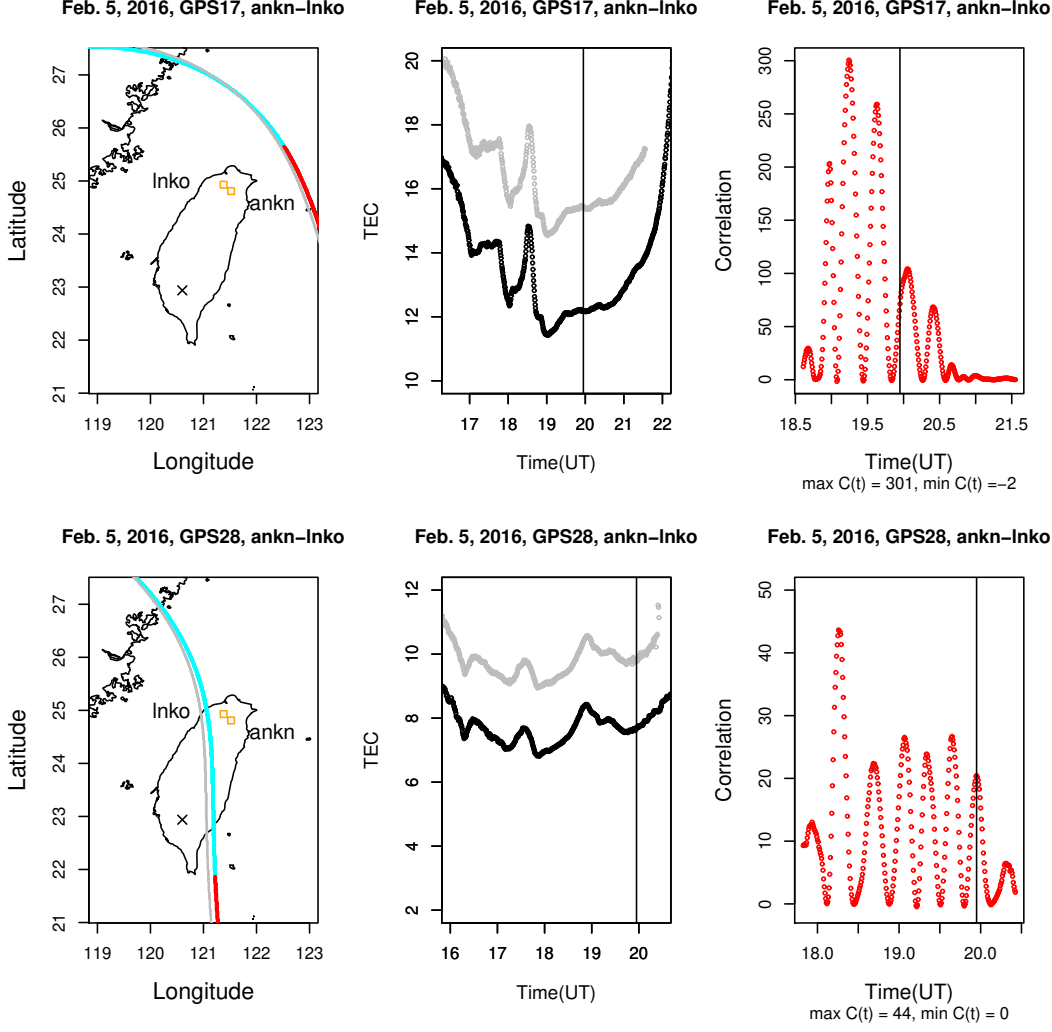 Feb. 5, 2016, GPS17, ankn−lnko
Feb. 5, 2016, GPS17, ankn−lnko
Feb. 5, 2016, GPS17, ankn−lnko
Latitude
27
26
25
24
23
22
21
lnko
ankn
119 120 121 122 123
Longitude
TEC
20
18
16
14
12
10
17 18 19 20 21 22
Time(UT)
Correlation
300
250
200
150
100
50
0
18.5 19.5 20.5 21.5
Time(UT)
max C(t) = 301, min C(t) =−2
Feb. 5, 2016, GPS28, ankn−lnko
Feb. 5, 2016, GPS28, ankn−lnko
Feb. 5, 2016, GPS28, ankn−lnko
Latitude
27
26
25
24
23
22
21
lnko
ankn
119 120 121 122 123
Longitude
TEC
12
10
8
6
4
2
16 17 18 19 20
Time(UT)
Correlation
50
40
30
20
10
0
18.0 19.0 20.0
Time(UT)
max C(t) = 44, min C(t) = 0